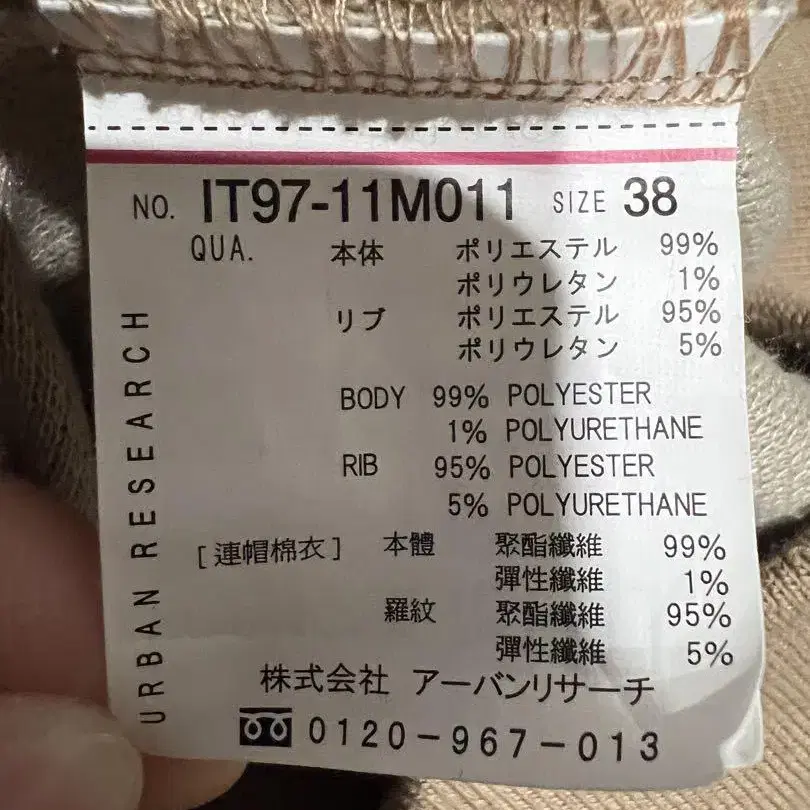 NO. IT97-11M011 SIZE 38
QUA. 本体 ポリエステル 99%
ポリウレタン 1%
リブ ポリエステル 95%
ポリウレタン 5%
BODY 99% POLYESTER
1% POLYURETHANE
RIB 95% POLYESTER
5% POLYURETHANE
[連帽棉衣] 本體 聚酯纖維 99%
彈性纖維 1%
羅紋 聚酯纖維 95%
彈性纖維 5%
株式会社 アーバンリサーチ
0120-967-013
URBAN RESEARCH